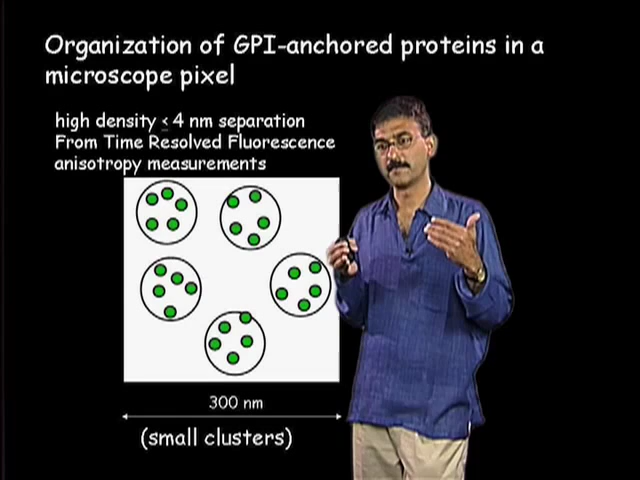 Organization of GPI-anchored proteins in a
microscope pixel
high density ≤ 4 nm separation
From Time Resolved Fluorescence
anisotropy measurements
300 nm
(small clusters)